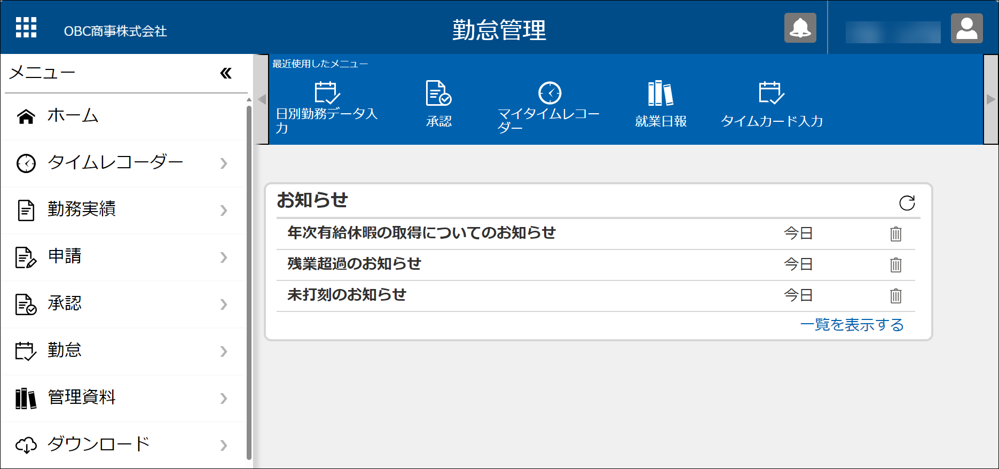 OBC商事株式会社
勤怠管理
メニュー
ホーム
タイムレコーダー
勤務実績
申請
承認
勤怠
管理資料
ダウンロード
最近使用したメニュー
日別勤務データ入
力
承認
マイタイムレコー
ダー
就業日報
タイムカード入力
お知らせ
年次有給休暇の取得についてのお知らせ 今日
残業超過のお知らせ 今日
未打刻のお知らせ 今日
一覧を表示する